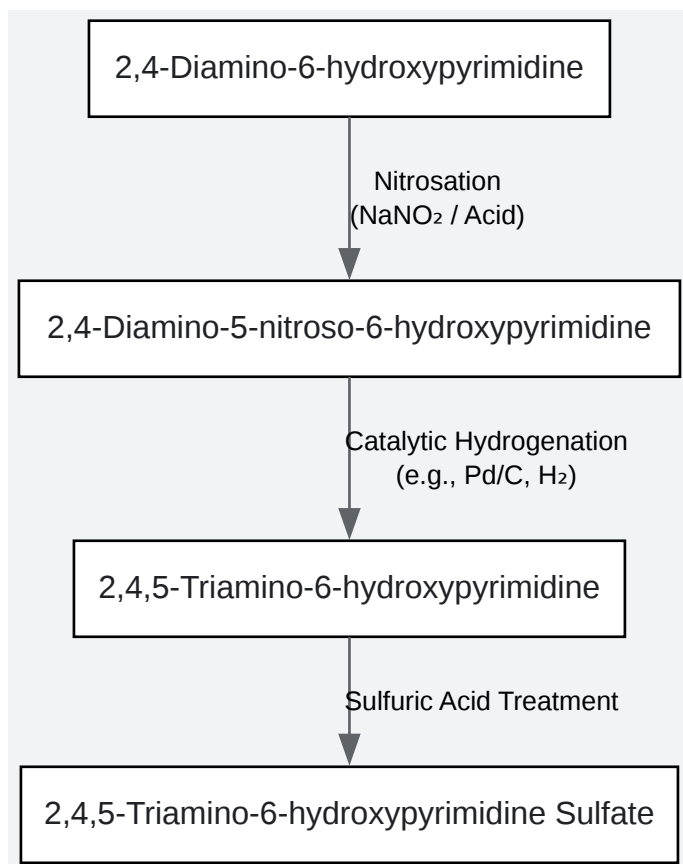 2,4-Diamino-6-hydroxypyrimidine
Nitrosation
(NaNO₂ / Acid)
2,4-Diamino-5-nitroso-6-hydroxypyrimidine
Catalytic Hydrogenation
(e.g., Pd/C, H₂)
2,4,5-Triamino-6-hydroxypyrimidine
Sulfuric Acid Treatment
2,4,5-Triamino-6-hydroxypyrimidine Sulfate